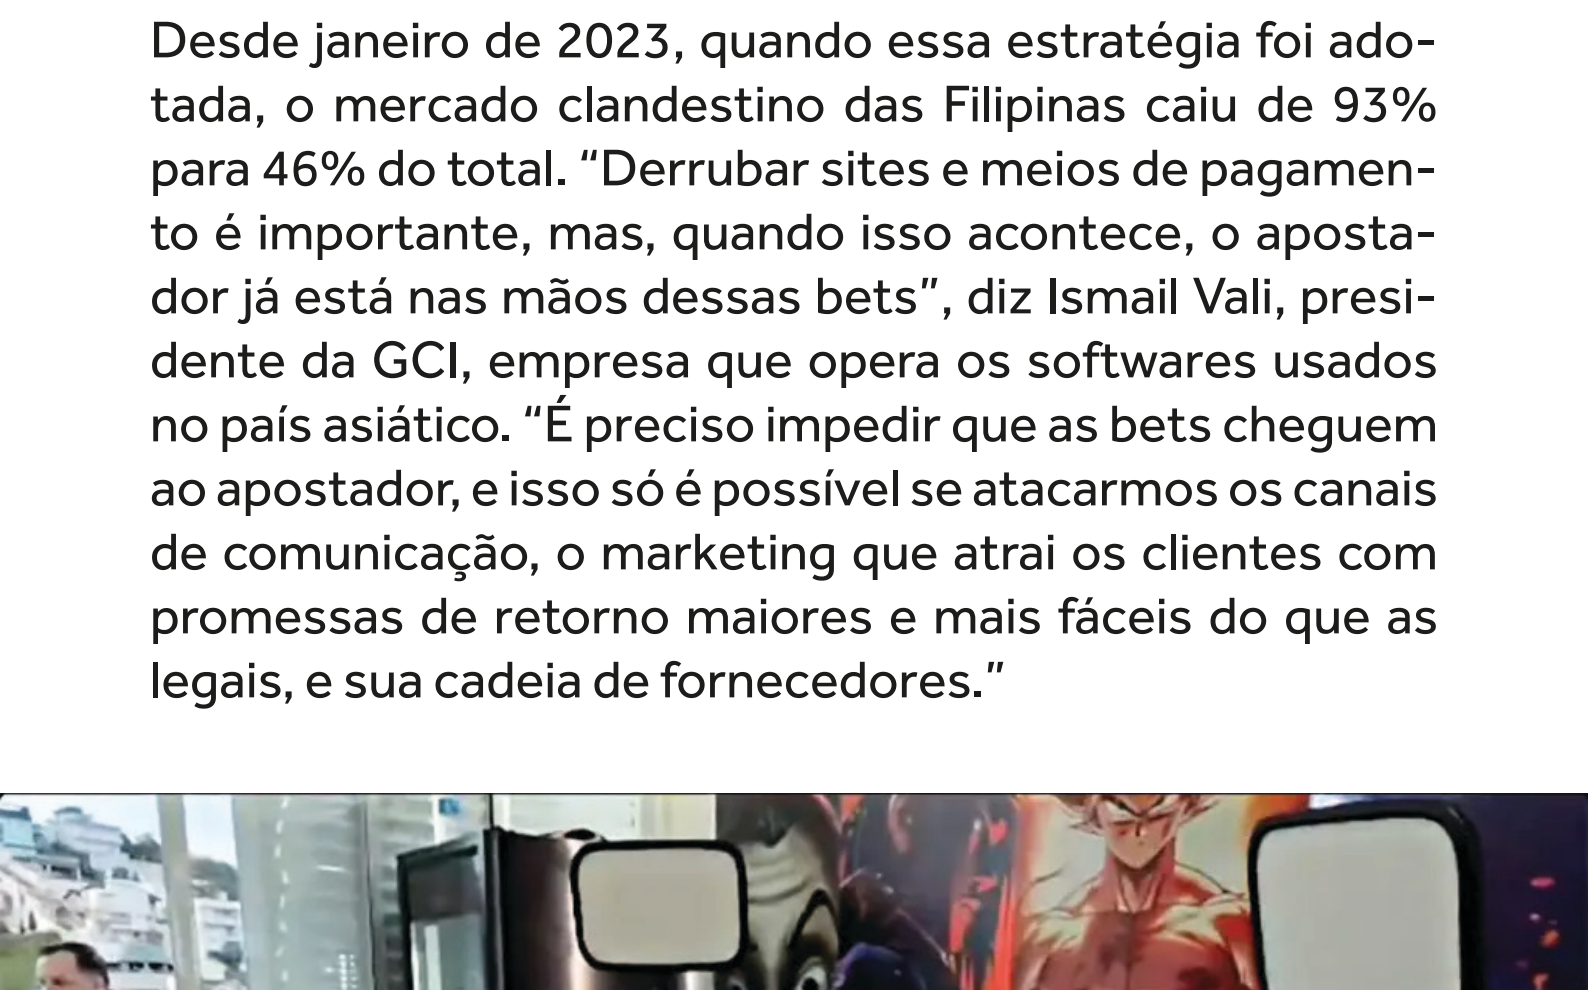 Desde janeiro de 2023, quando essa estratégia foi ado-
tada, o mercado clandestino das Filipinas caiu de 93%
para 46% do total. “Derrubar sites e meios de pagamen-
to é importante, mas, quando isso acontece, o aposta-
dor já está nas mãos dessas bets”, diz Ismail Vali, presi-
dente da GCI, empresa que opera os softwares usados
no país asiático. “É preciso impedir que as bets cheguem
ao apostador, e isso só é possível se atacarmos os canais
de comunicação, o marketing que atrai os clientes com
promessas de retorno maiores e mais fáceis do que as
legais, e sua cadeia de fornecedores.”